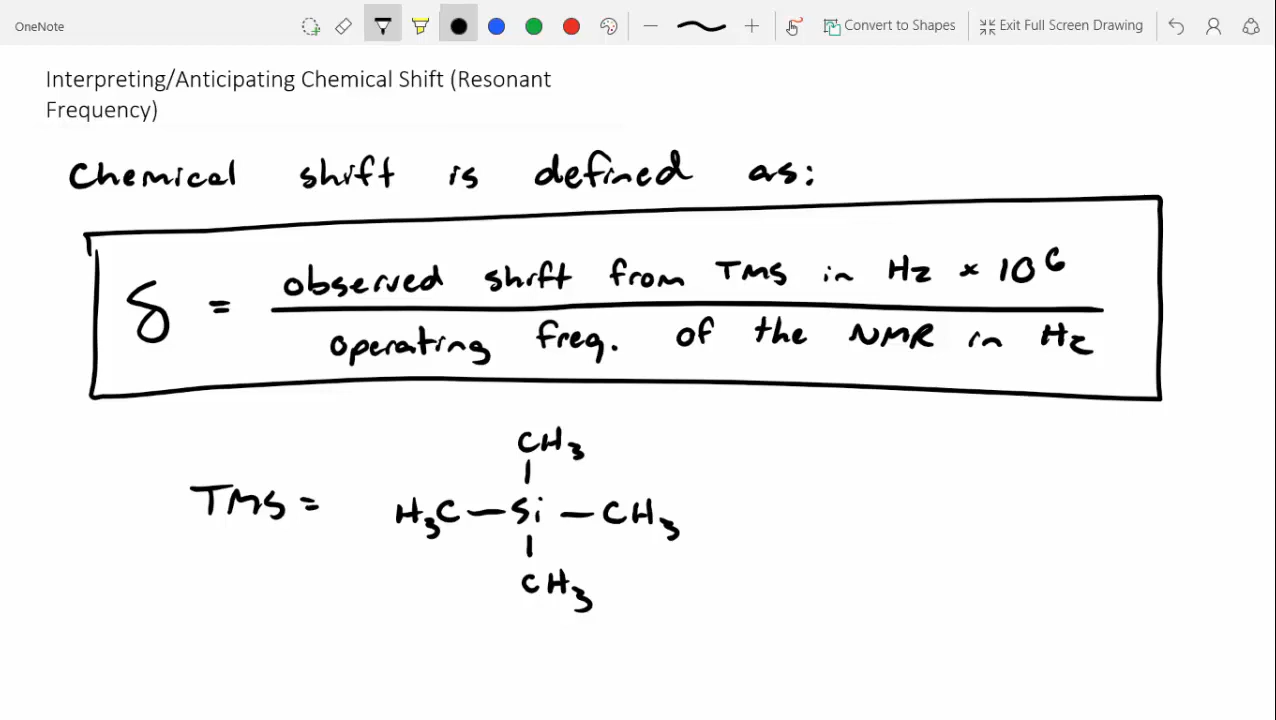 OneNote
Convert to Shapes
Exit Full Screen Drawing
Interpreting/Anticipating Chemical Shift (Resonant
Frequency)
Chemical shift is defined as:
δ = observed shift from TMS in Hz × 10⁶
operating freq. of the NMR in Hz
CH₃
TMS = H₃C—Si—CH₃
CH₃